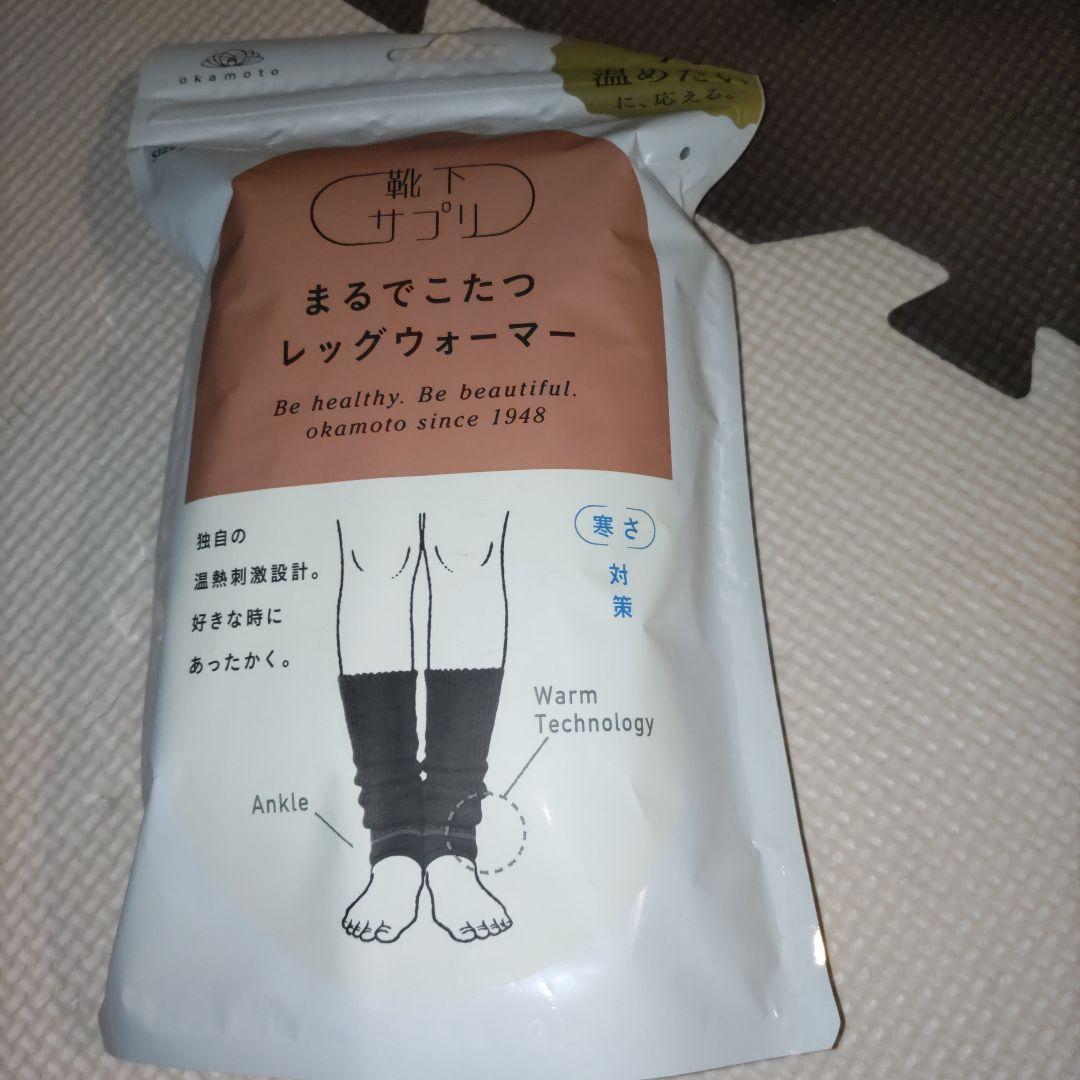 okamoto
温めたい
に、応える。
靴下
サプリ
まるでこたつ
レッグウォーマー
Be healthy. Be beautiful.
okamoto since 1948
独自の
温熱刺激設計。
好きな時に
あったかく。
寒さ
対
策
Warm
Technology
Ankle